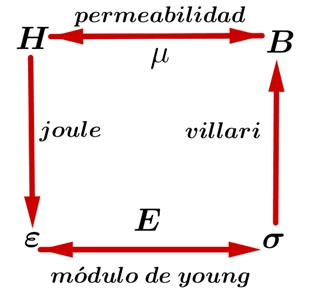 permeabilidad
H B
μ
joule villari
E
ε σ
módulo de young